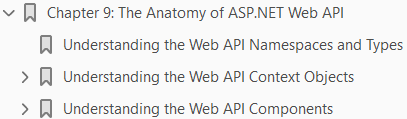 Chapter 9: The Anatomy of ASP.NET Web API
Understanding the Web API Namespaces and Types
Understanding the Web API Context Objects
Understanding the Web API Components